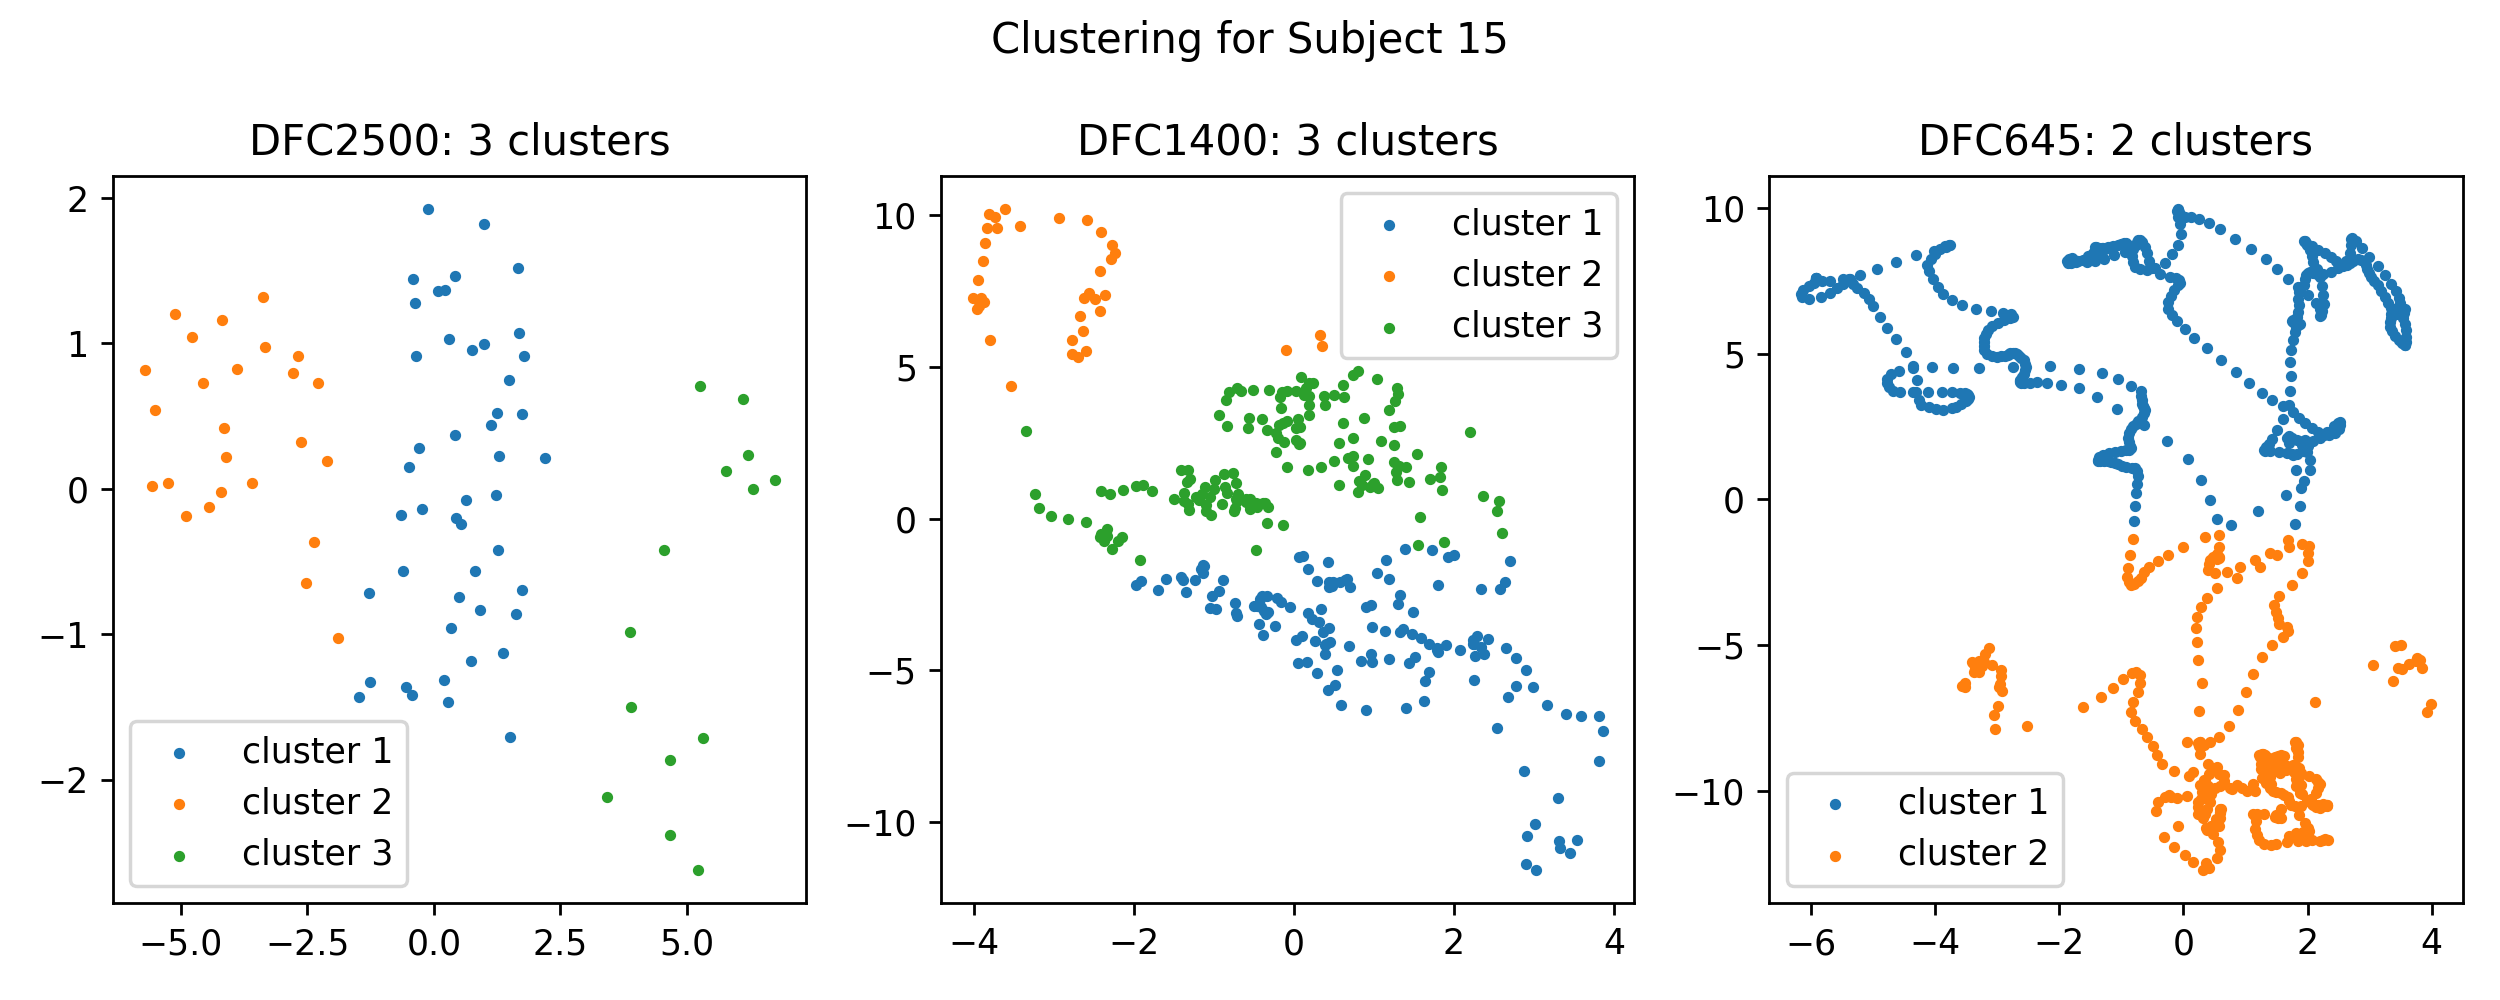 Clustering for Subject 15
DFC2500: 3 clusters
2
1
0
−1
−2
−5.0
−2.5
0.0
2.5
5.0
cluster 1
cluster 2
cluster 3
DFC1400: 3 clusters
10
5
0
−5
−10
−4
−2
0
2
4
cluster 1
cluster 2
cluster 3
DFC645: 2 clusters
10
5
0
−5
−10
−6
−4
−2
0
2
4
cluster 1
cluster 2